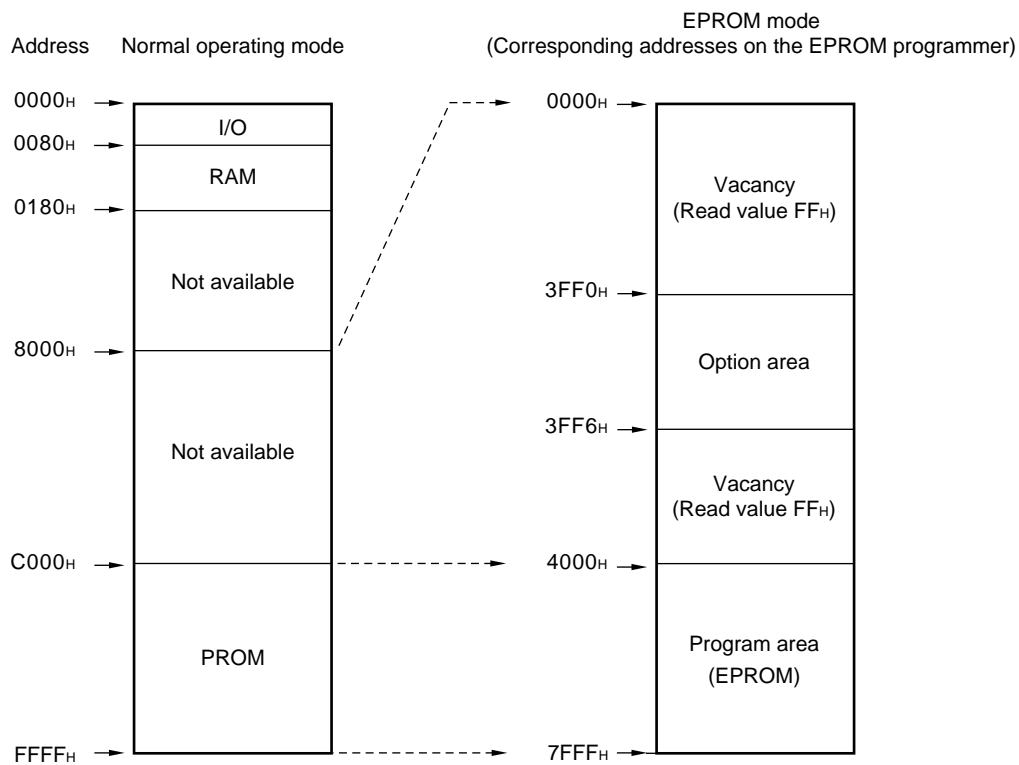 EPROM mode
Address Normal operating mode (Corresponding addresses on the EPROM programmer)
0000H
I/O
0080H
RAM
0180H
Not available
8000H
Not available
C000H
PROM
FFFFH
0000H
Vacancy
(Read value FFH)
3FF0H
Option area
3FF6H
Vacancy
(Read value FFH)
4000H
Program area
(EPROM)
7FFFH